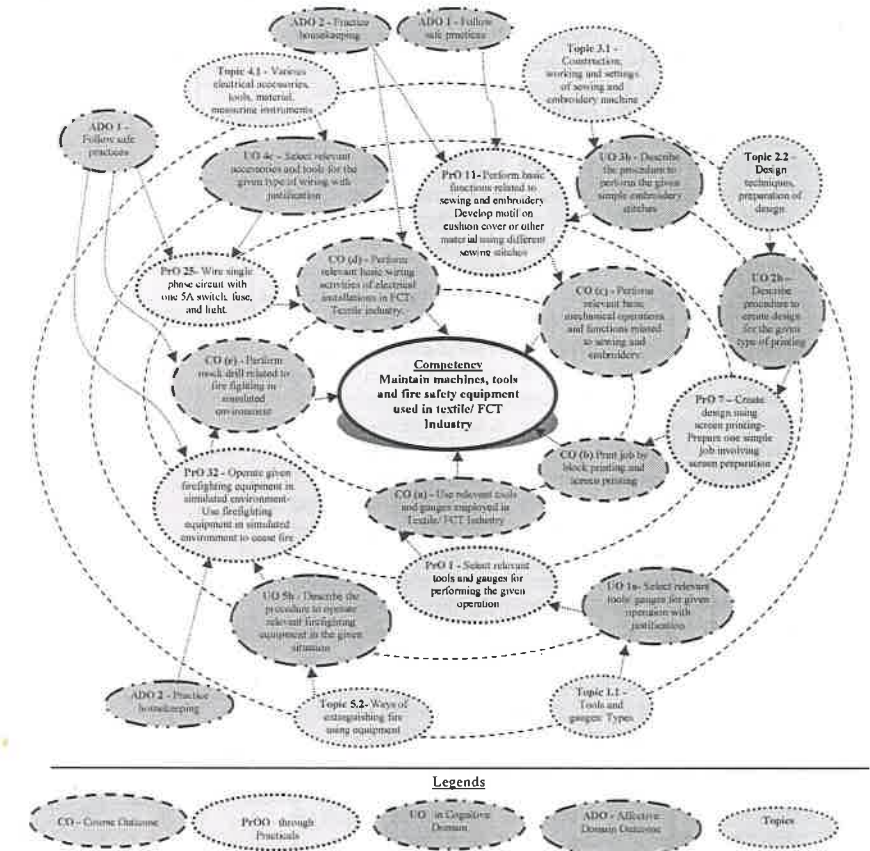 ADO 2 - Practice
housekeeping
ADO 1 - Follow
safe practices
Topic 3.1 -
Construction,
working and settings
of sewing and
embroidery machine
Topic 4.1 - Various
electrical accessories,
tools, material,
measuring instruments
ADO 1 -
Follow safe
practices
UO 4c - Select relevant
accessories and tools for the
given type of wiring with
justification
PrO 11- Perform basic
functions related to
sewing and embroidery
Develop motif on
cushion cover or other
material using different
sewing stitches
UO 3b - Describe
the procedure to
perform the given
simple embroidery
stitches
Topic 2.2 -
Design
techniques,
preparation of
design
PrO 25- Wire single
phase circuit with
one 5A switch, fuse,
and light.
CO (d) - Perform
relevant basic wiring
activities of electrical
installations in FCT-
Textile industry.
CO (c) - Perform
relevant basic
mechanical operations
and functions related
to sewing and
embroidery
UO 2b -
Describe
procedure to
create design
for the given
type of printing
CO (e) - Perform
mock drill related to
fire fighting in
simulated
environment
Competency
Maintain machines, tools
and fire safety equipment
used in textile/ FCT
Industry
PrO 7 - Create
design using
screen printing-
Prepare one simple
job involving
screen preparation
CO (b) Print job by
block printing and
screen printing
PrO 32 - Operate given
firefighting equipment in
simulated environment-
Use firefighting
equipment in simulated
environment to cease fire
CO (a) - Use relevant tools
and gauges employed in
Textile/ FCT Industry
PrO 1 - Select relevant
tools and gauges for
performing the given
operation
UO 1a- Select relevant
tools/ gauges for given
operation with
justification
UO 5b - Describe the
procedure to operate
relevant firefighting
equipment in the given
situation
ADO 2 - Practice
housekeeping
Topic 5.2- Ways of
extinguishing fire
using equipment
Topic 1.1 -
Tools and
gauges: Types
Legends
CO - Course Outcome
PrOO - through
Practicals
UO - in Cognitive
Domain
ADO - Affective
Domain Outcome
Topics